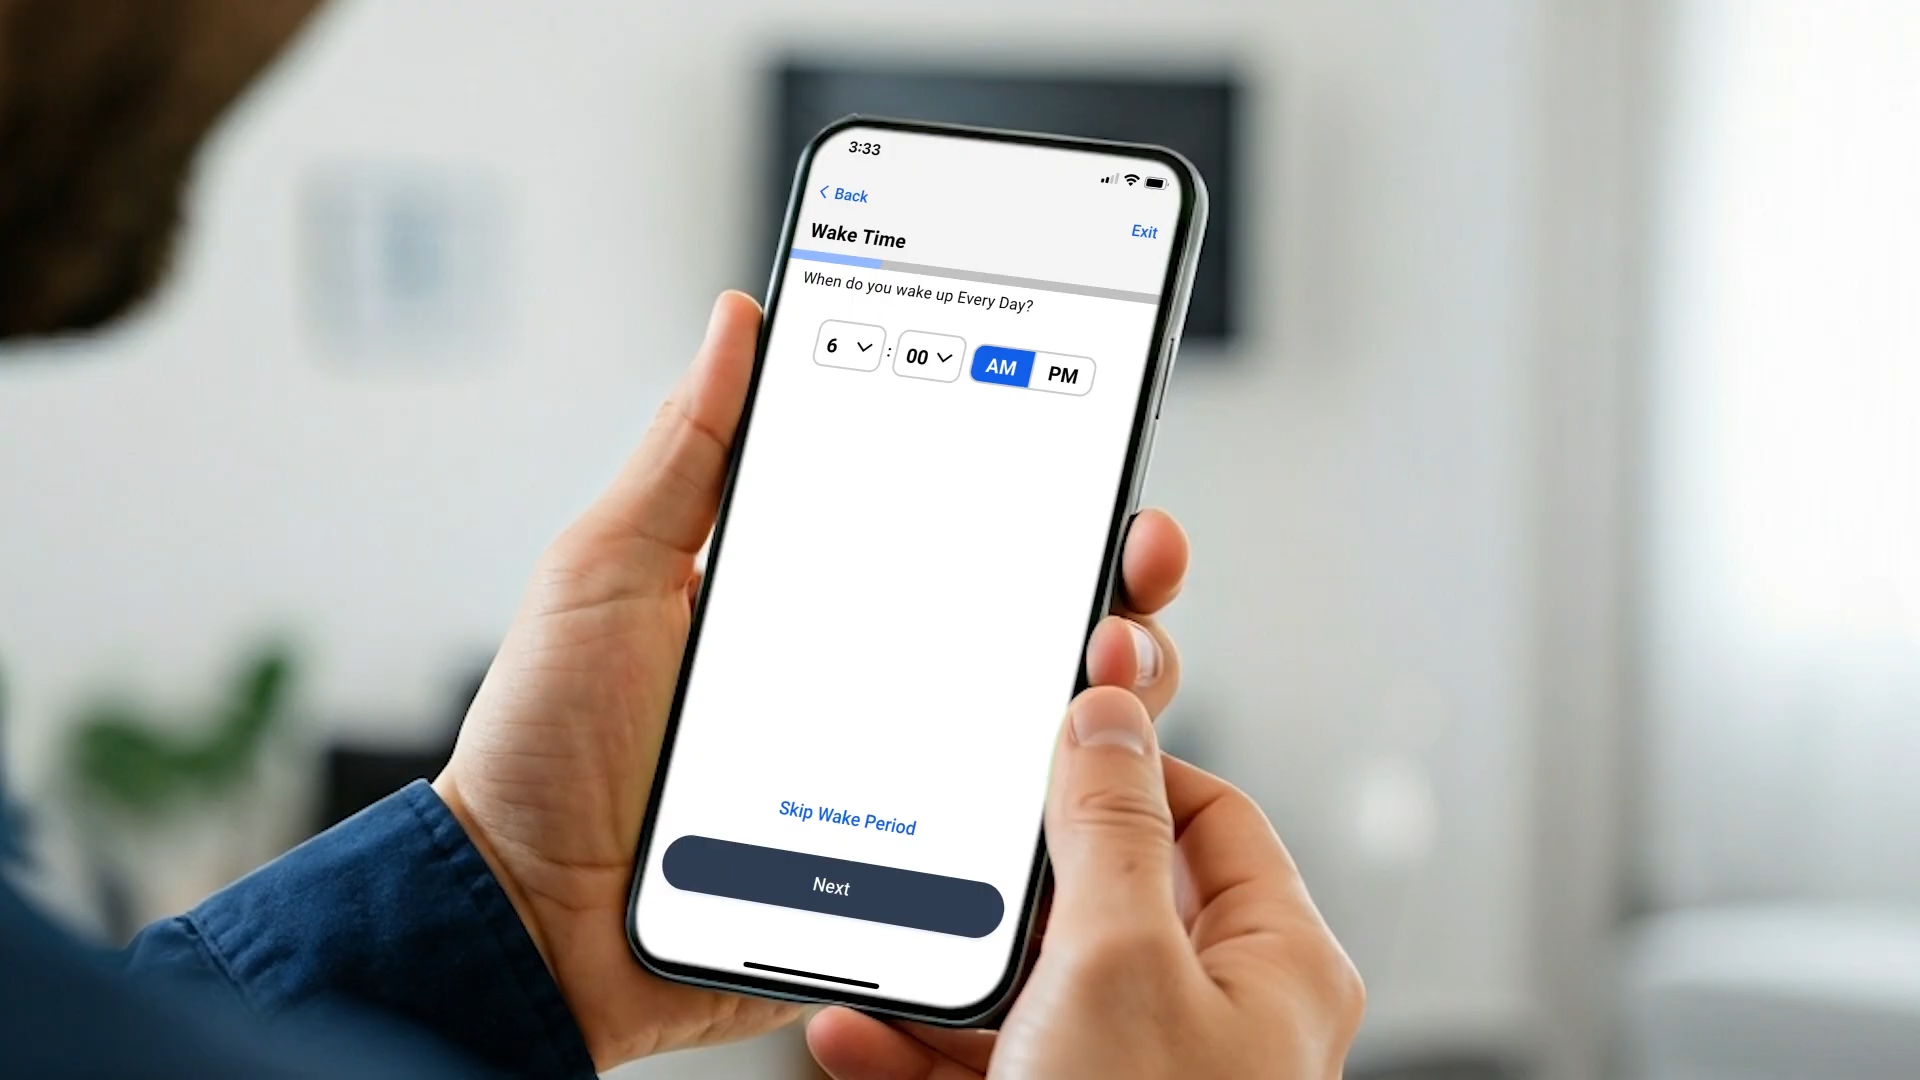 3:33
Back
Exit
Wake Time
When do you wake up Every Day?
6 : 00 AM PM
Skip Wake Period
Next